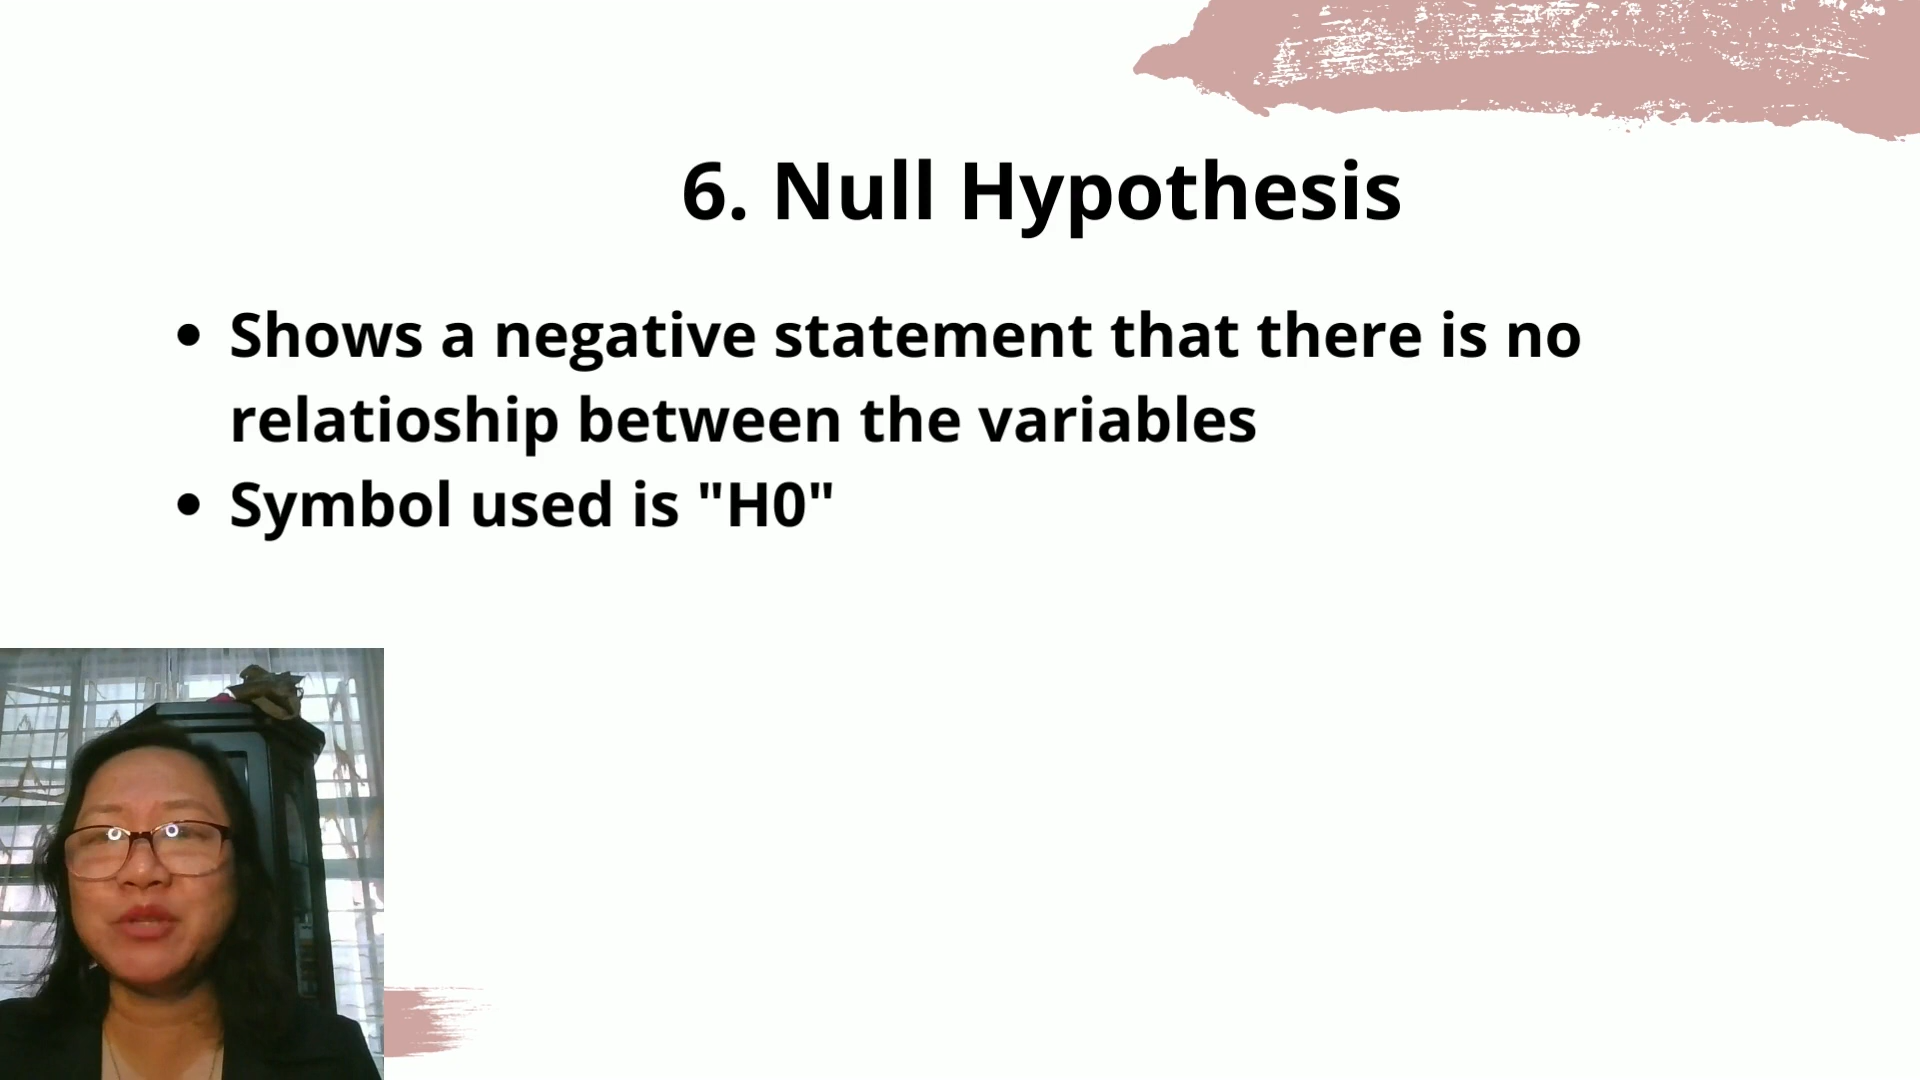 6. Null Hypothesis
• Shows a negative statement that there is no
relatioship between the variables
• Symbol used is "H0"